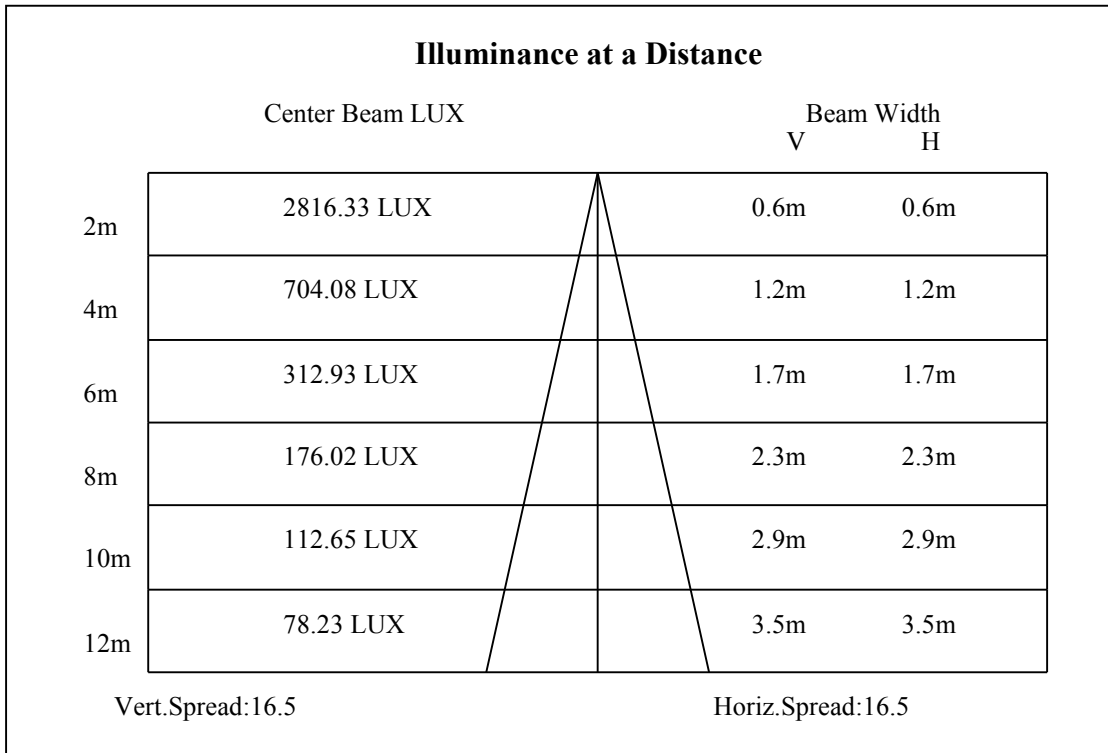 Illuminance at a Distance
Center Beam LUX Beam Width
V H
2m 2816.33 LUX 0.6m 0.6m
4m 704.08 LUX 1.2m 1.2m
6m 312.93 LUX 1.7m 1.7m
8m 176.02 LUX 2.3m 2.3m
10m 112.65 LUX 2.9m 2.9m
12m 78.23 LUX 3.5m 3.5m
Vert.Spread:16.5 Horiz.Spread:16.5